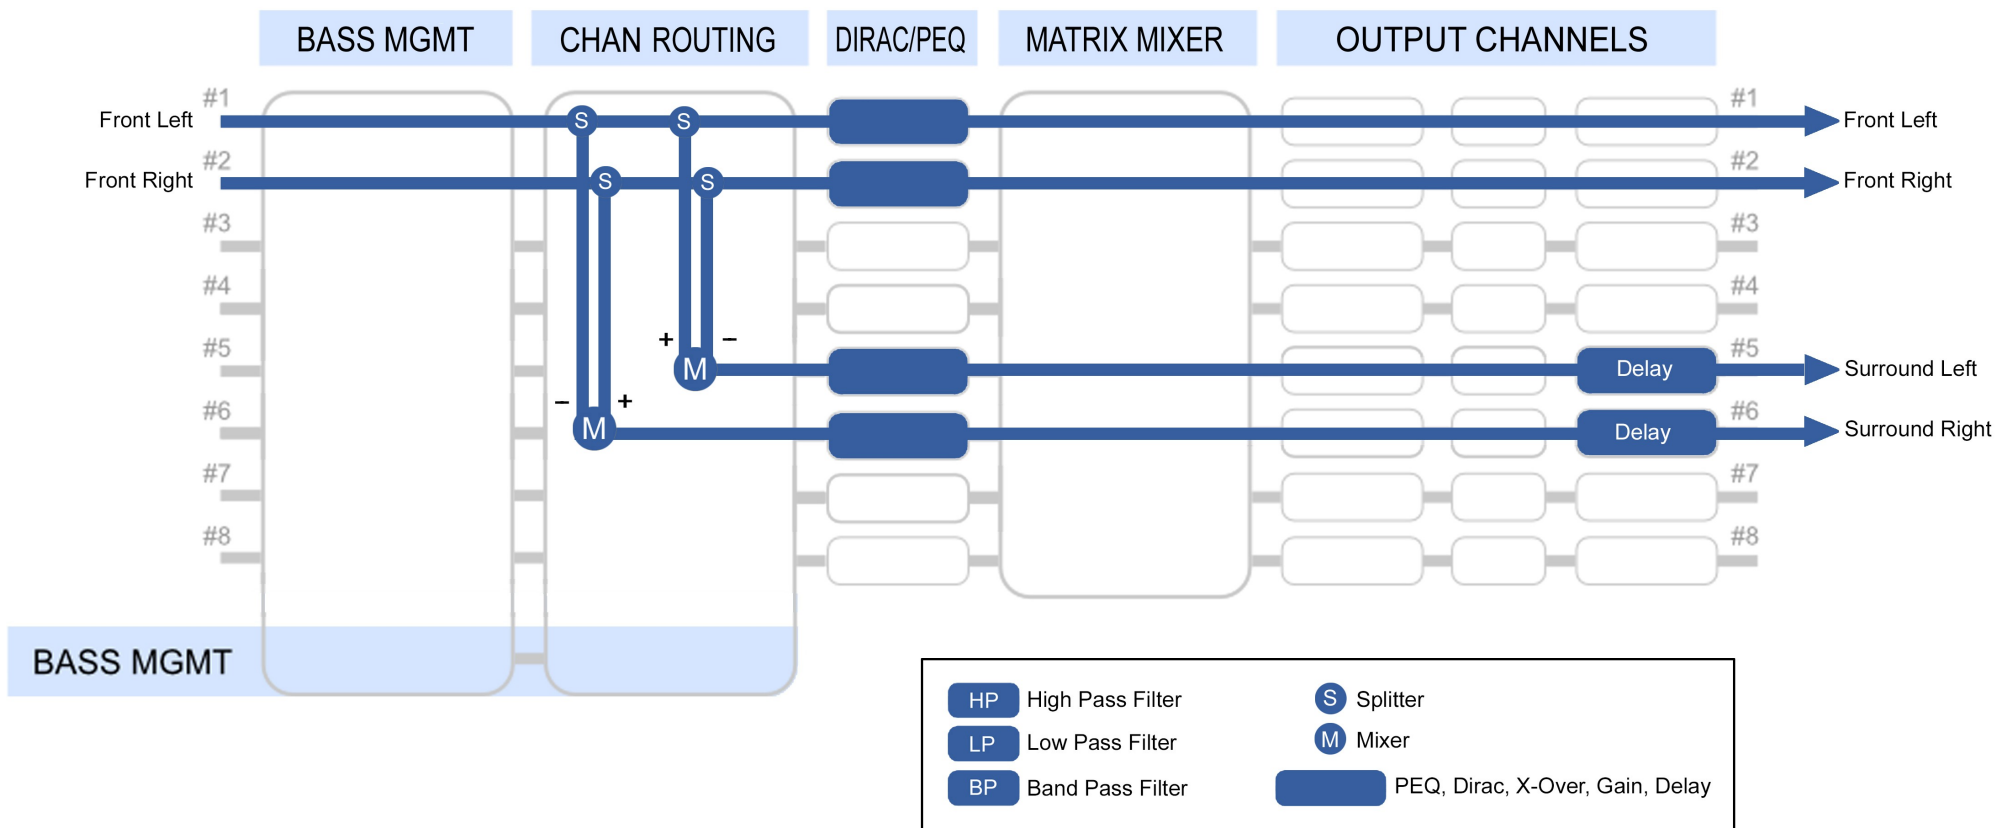 BASS MGMT CHAN ROUTING DIRAC/PEQ MATRIX MIXER OUTPUT CHANNELS
#1 #1
Front Left S S Front Left
#2 #2
Front Right S S Front Right
#3 #3
#4 #4
+ −
#5 #5
M Delay Surround Left
− +
#6 #6
M Delay Surround Right
#7 #7
#8 #8
BASS MGMT
HP High Pass Filter S Splitter
LP Low Pass Filter M Mixer
BP Band Pass Filter PEQ, Dirac, X-Over, Gain, Delay